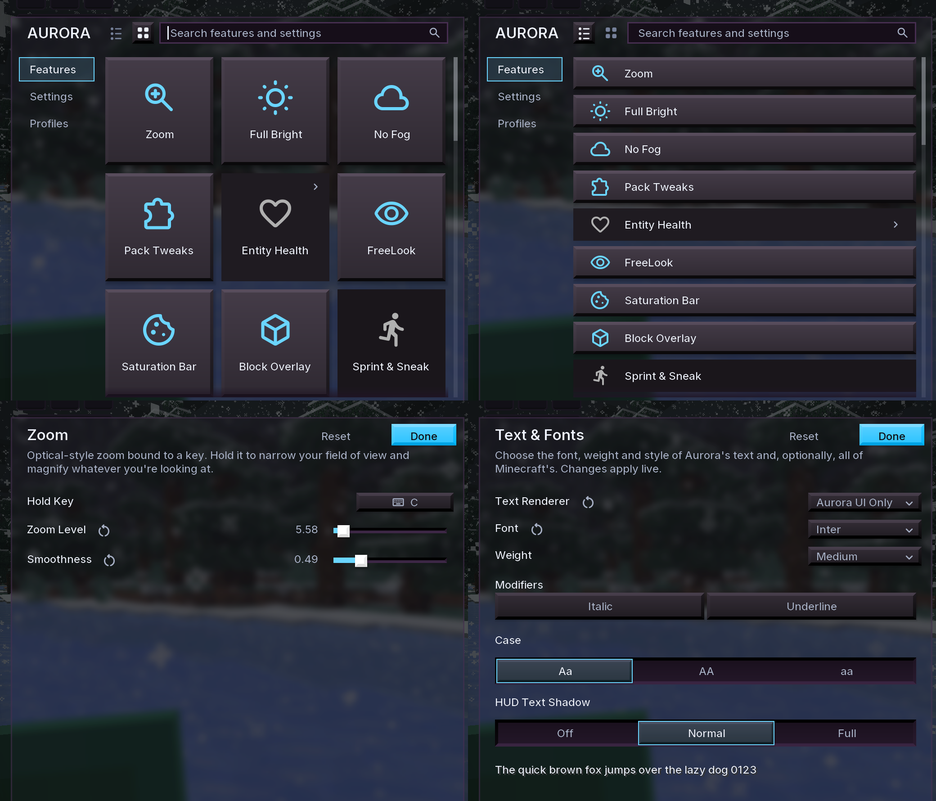 AURORA
Search features and settings
Features
Settings
Profiles
Zoom
Full Bright
No Fog
Pack Tweaks
Entity Health
FreeLook
Saturation Bar
Block Overlay
Sprint & Sneak
AURORA
Search features and settings
Features
Settings
Profiles
Zoom
Full Bright
No Fog
Pack Tweaks
Entity Health
FreeLook
Saturation Bar
Block Overlay
Sprint & Sneak
Zoom
Reset
Done
Optical-style zoom bound to a key. Hold it to narrow your field of view and
magnify whatever you're looking at.
Hold Key
C
Zoom Level
5.58
Smoothness
0.49
Text & Fonts
Reset
Done
Choose the font, weight and style of Aurora's text and, optionally, all of
Minecraft's. Changes apply live.
Text Renderer
Aurora UI Only
Font
Inter
Weight
Medium
Modifiers
Italic
Underline
Case
Aa
AA
aa
HUD Text Shadow
Off
Normal
Full
The quick brown fox jumps over the lazy dog 0123